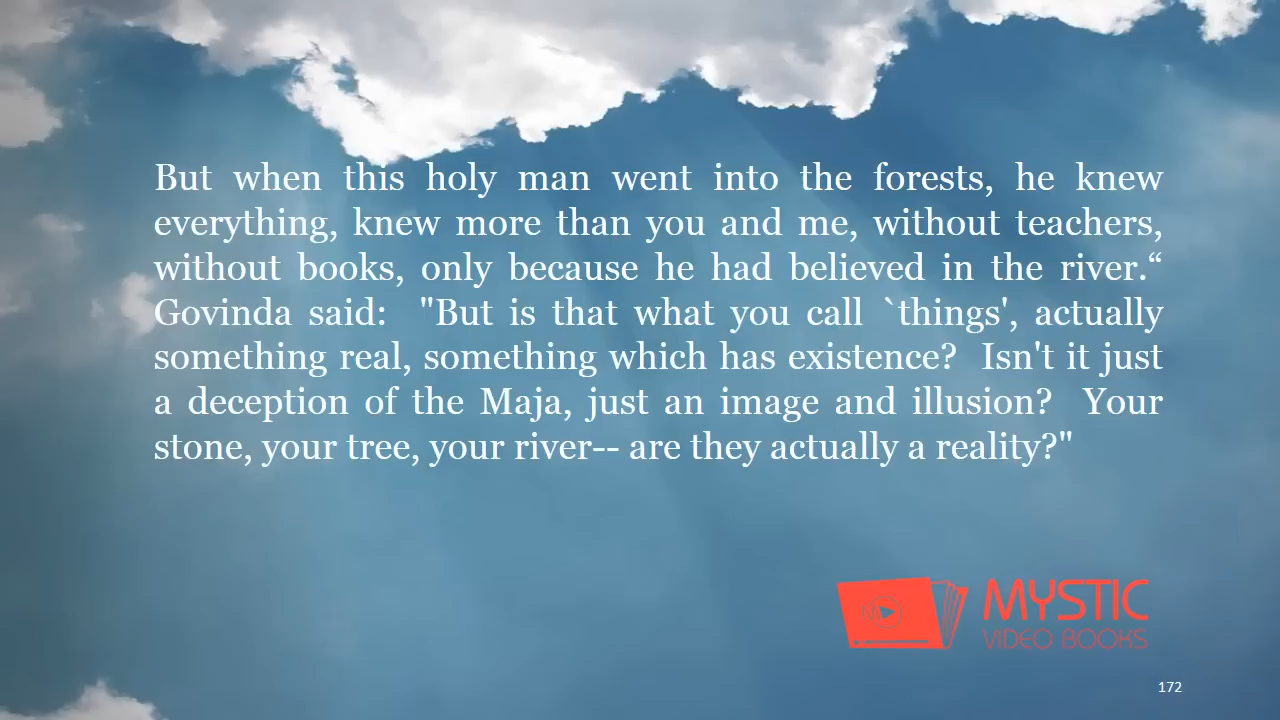 But when this holy man went into the forests, he knew
everything, knew more than you and me, without teachers,
without books, only because he had believed in the river.“
Govinda said:  "But is that what you call `things', actually
something real, something which has existence?  Isn't it just
a deception of the Maja, just an image and illusion?  Your
stone, your tree, your river-- are they actually a reality?"
MYSTIC
VIDEO BOOKS
172